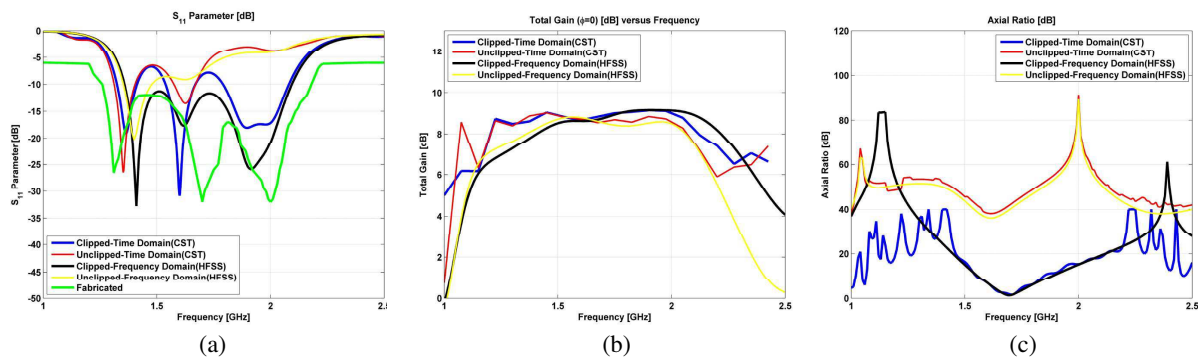 S11 Parameter [dB]
0
-5
-10
-15
-20
-25
-30
-35
-40
-45
-50
S11 Parameter[dB]
Clipped-Time Domain(CST)
Unclipped-Time Domain(CST)
Clipped-Frequency Domain(HFSS)
Unclipped-Frequency Domain(HFSS)
Fabricated
1 1.5 2 2.5
Frequency [GHz]
(a)
Total Gain (ϕ=0) [dB] versus Frequency
12
10
8
6
4
2
0
Total Gain [dB]
Clipped-Time Domain(CST)
Unclipped-Time Domain(CST)
Clipped-Frequency Domain(HFSS)
Unclipped-Frequency Domain(HFSS)
1 1.5 2 2.5
Frequency [GHz]
(b)
Axial Ratio [dB]
120
100
80
60
40
20
0
Axial Ratio [dB]
Clipped-Time Domain(CST)
Unclipped-Time Domain(CST)
Clipped-Frequency Domain(HFSS)
Unclipped-Frequency Domain(HFSS)
1 1.5 2 2.5
Frequency [GHz]
(c)